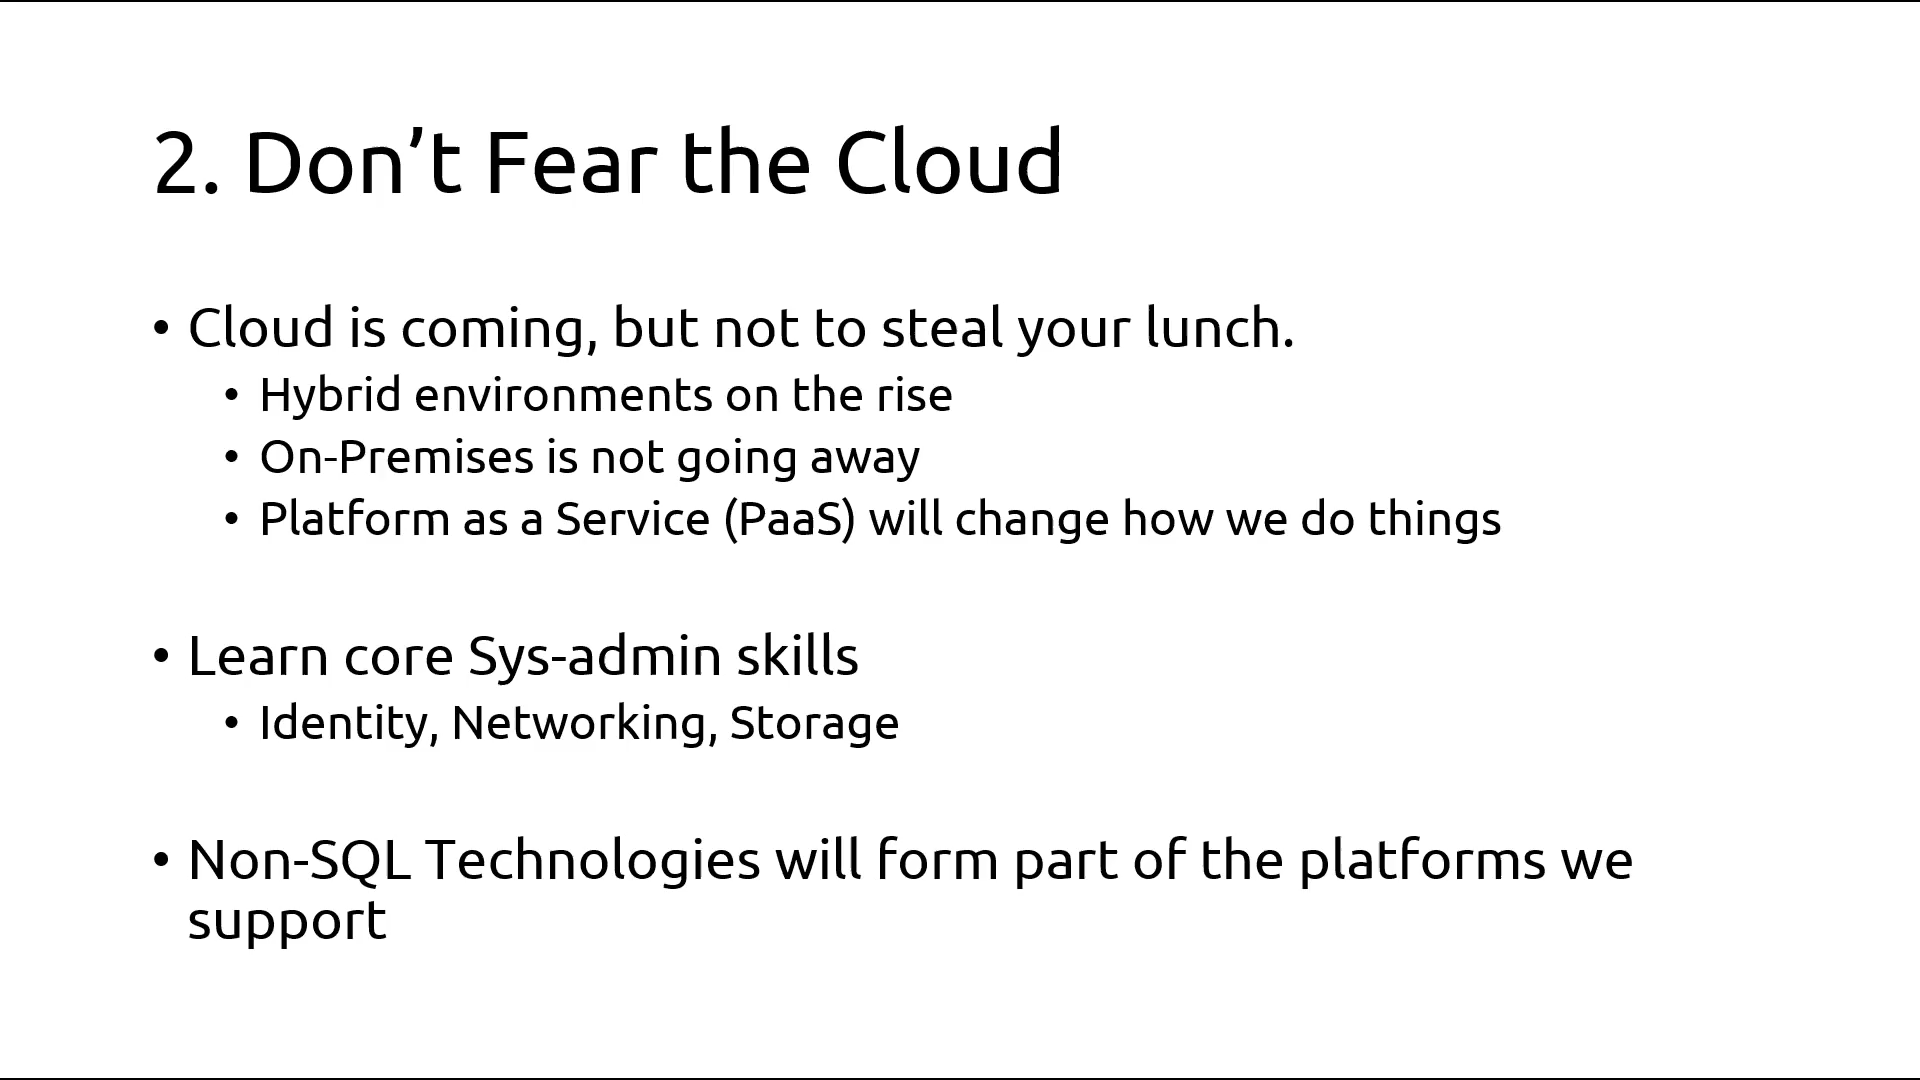 2. Don’t Fear the Cloud
• Cloud is coming, but not to steal your lunch.
• Hybrid environments on the rise
• On-Premises is not going away
• Platform as a Service (PaaS) will change how we do things
• Learn core Sys-admin skills
• Identity, Networking, Storage
• Non-SQL Technologies will form part of the platforms we
support